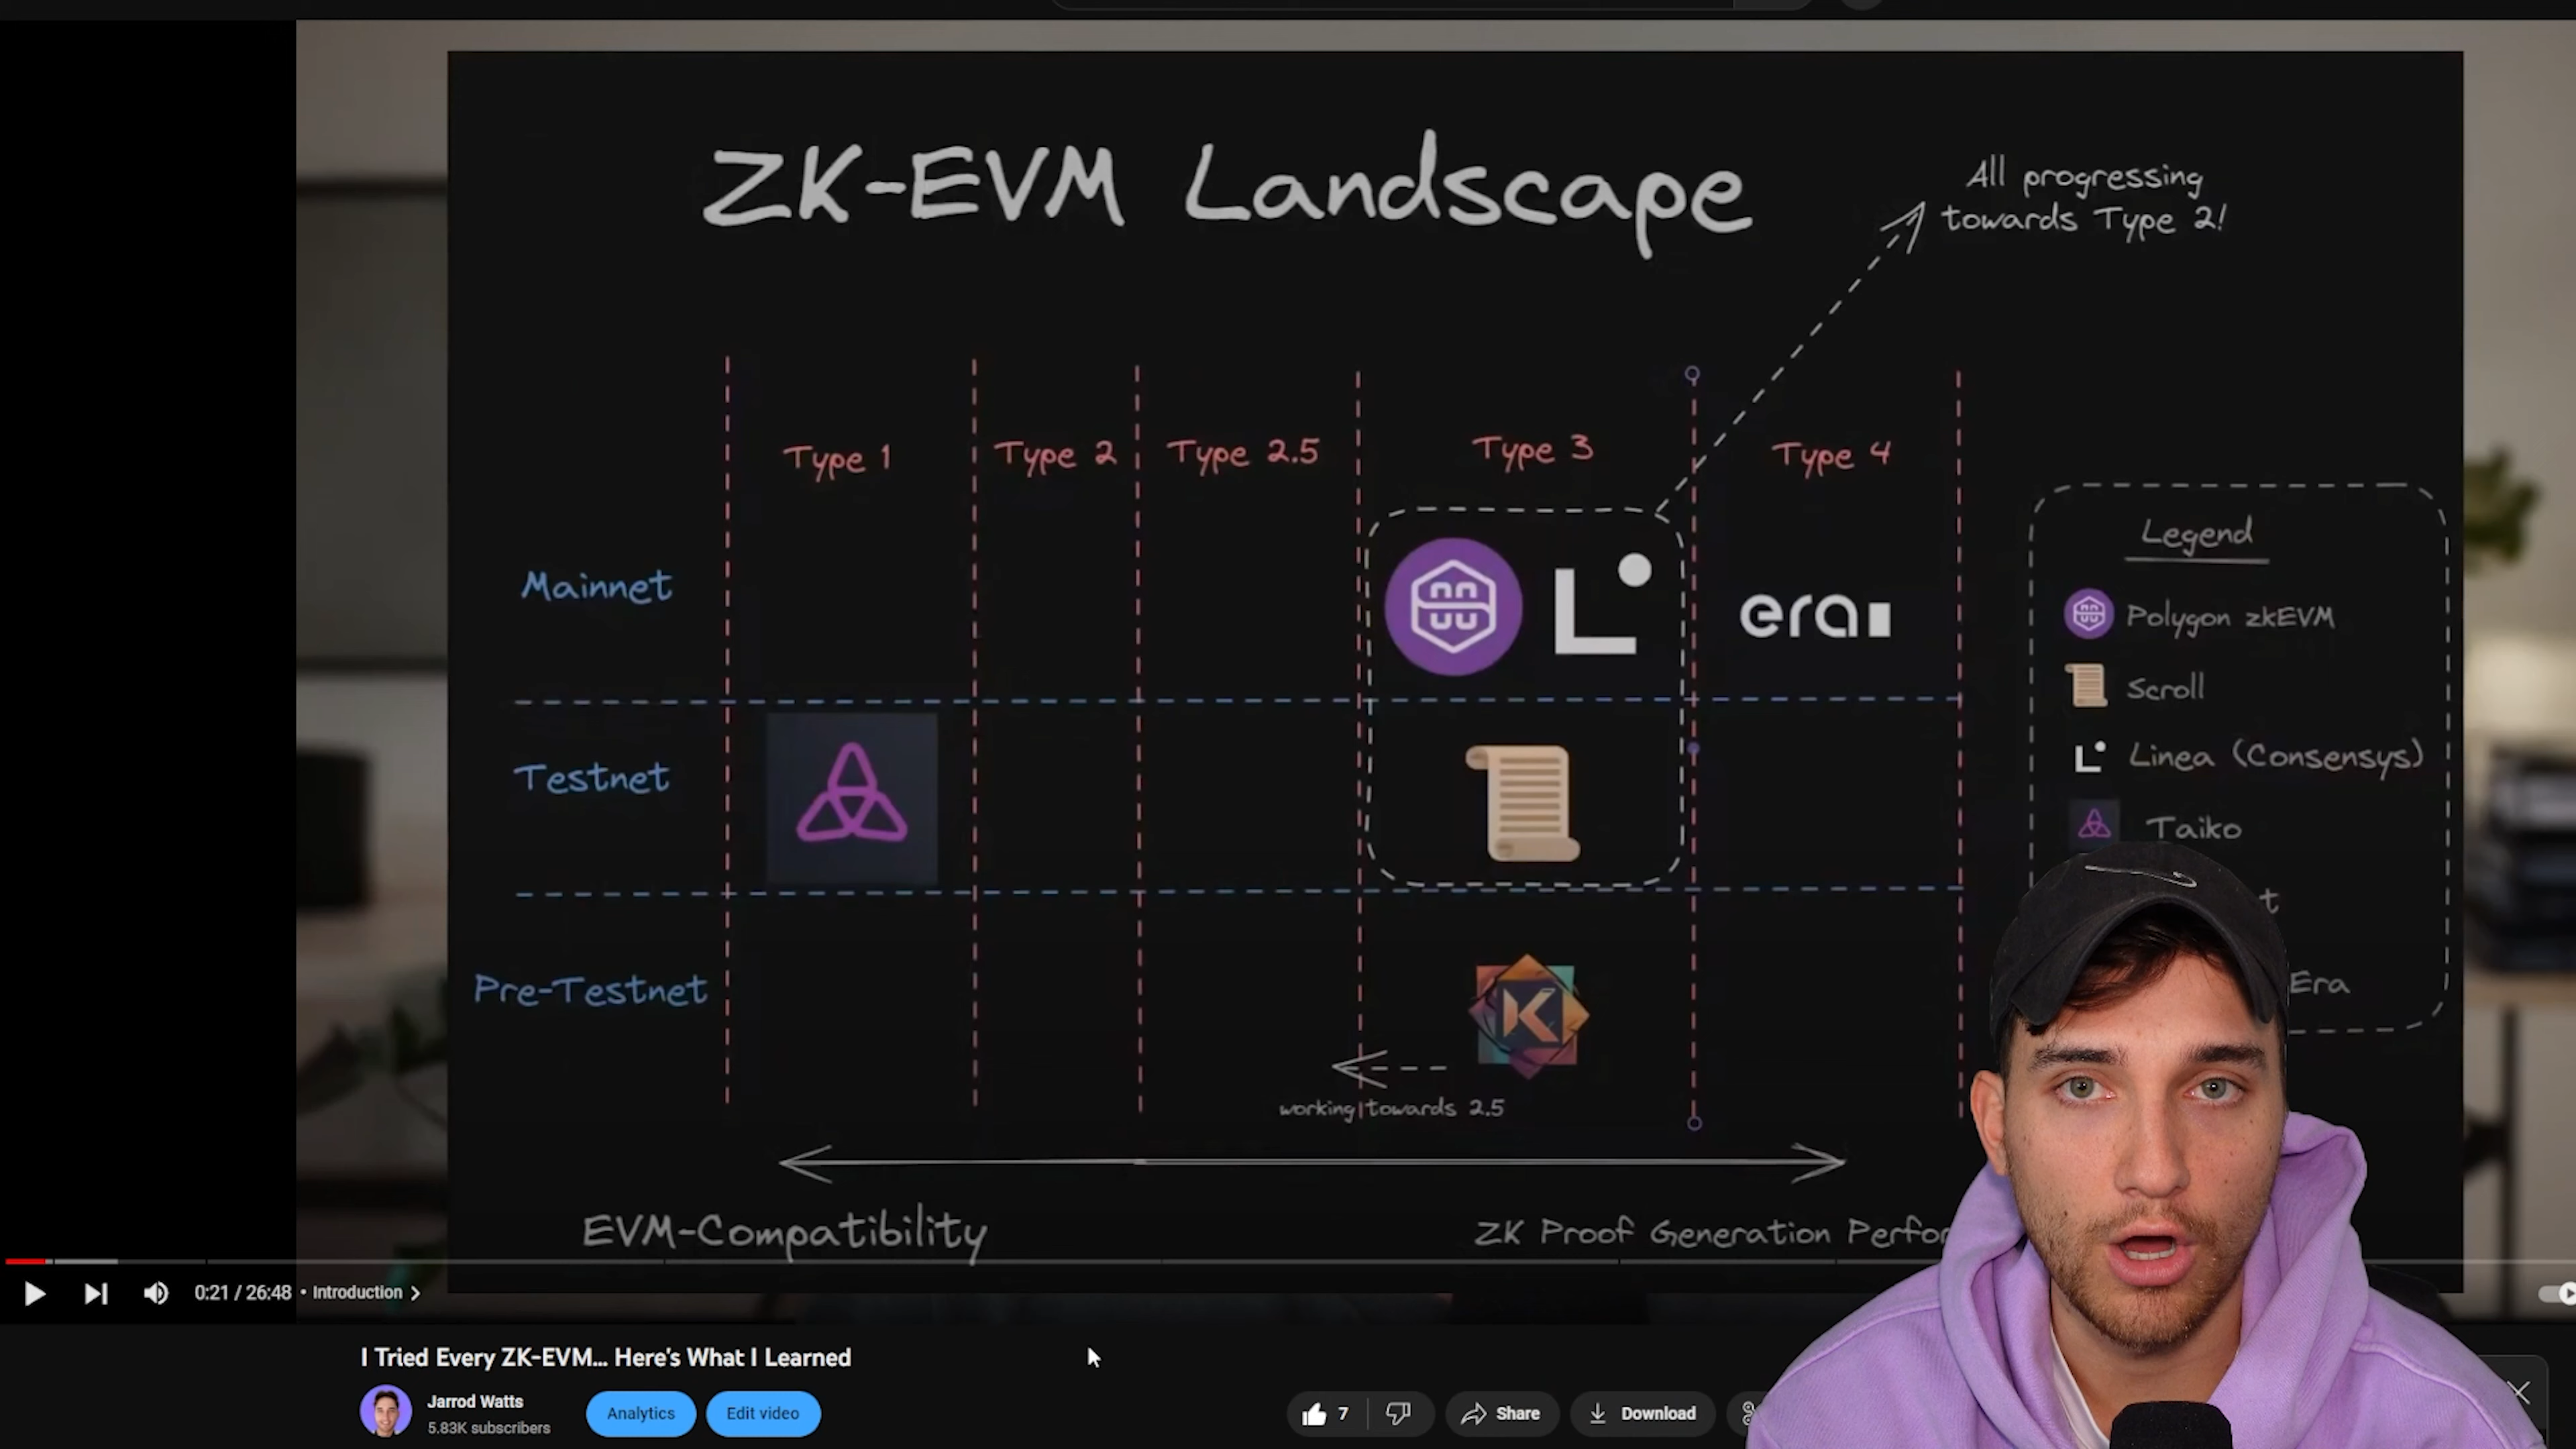 ZK-EVM Landscape
All progressing
towards Type 2!
Type 1
Type 2
Type 2.5
Type 3
Type 4
Mainnet
era
Testnet
Pre-Testnet
K
working towards 2.5
Legend
Polygon zkEVM
Scroll
Linea (Consensys)
Taiko
Era
EVM-Compatibility
ZK Proof Generation Perfor
0:21 / 26:48 • Introduction
I Tried Every ZK-EVM... Here's What I Learned
Jarrod Watts
5.83K subscribers
Analytics
Edit video
7
Share
Download